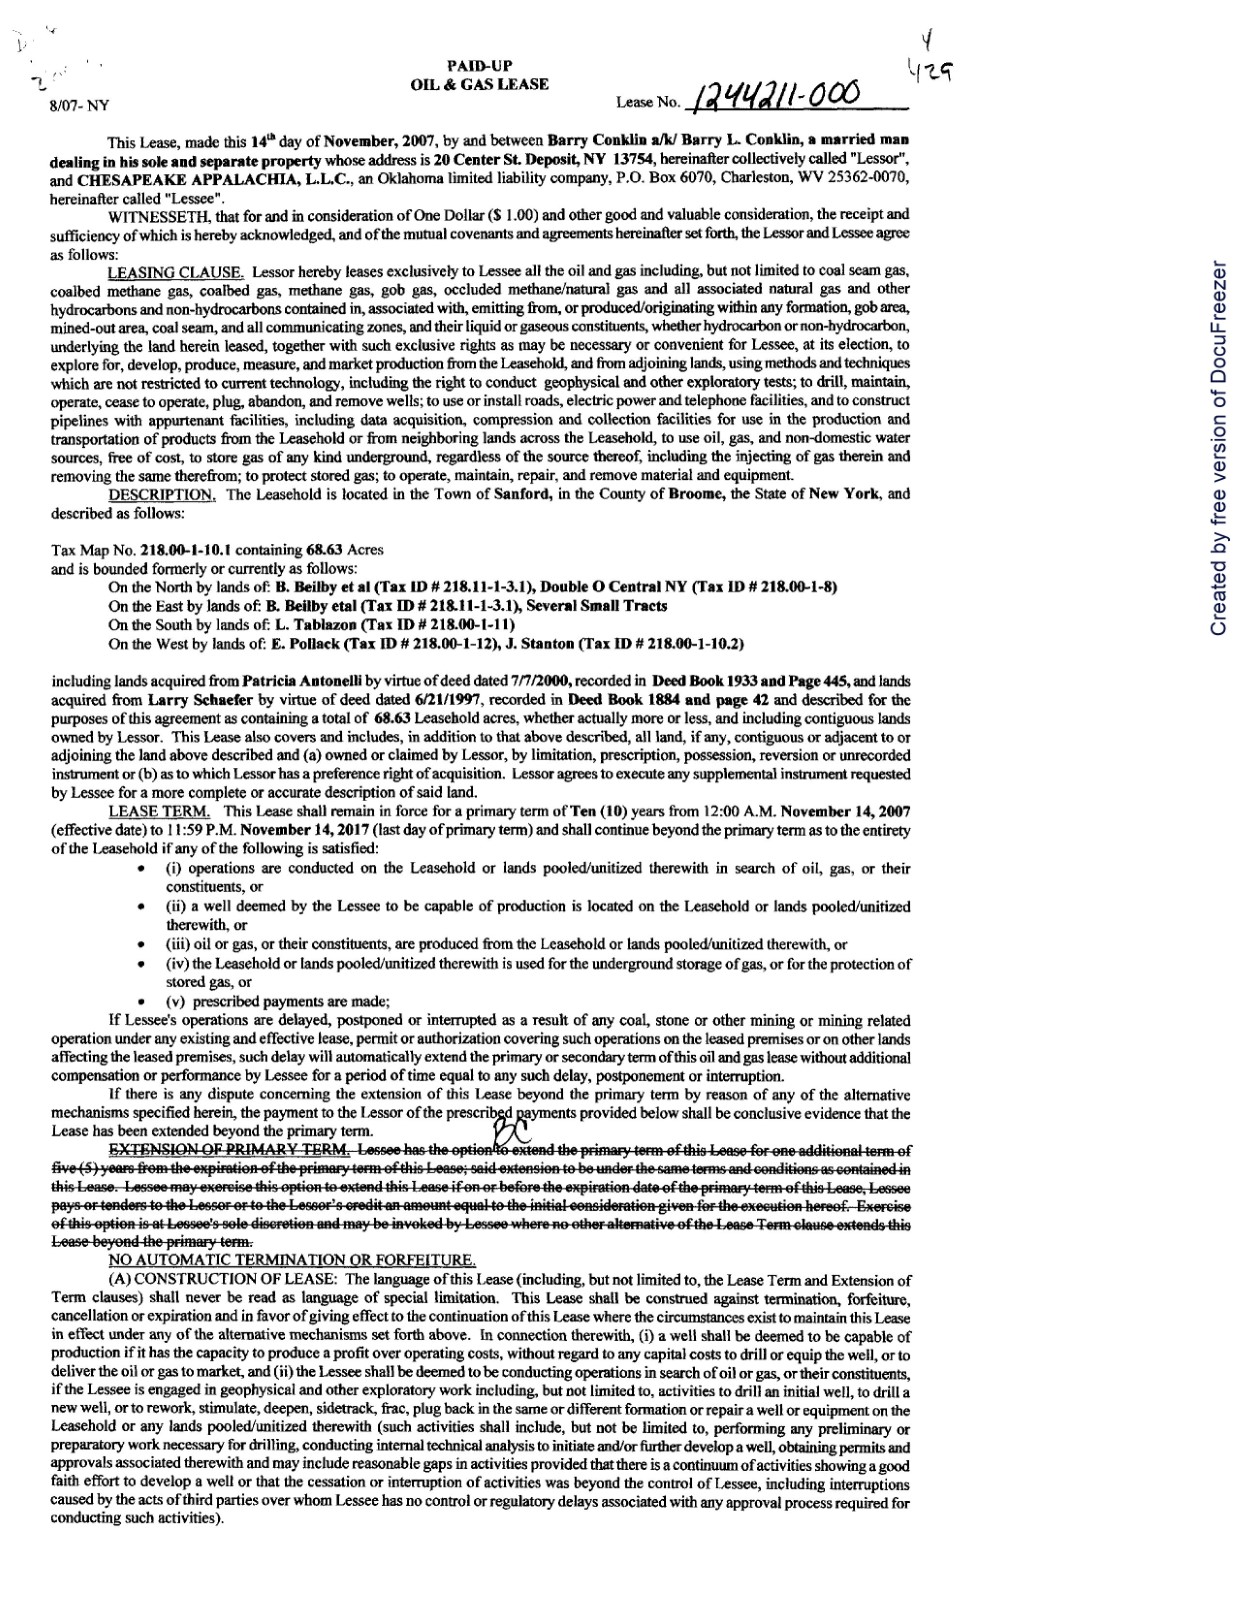 4
429
PAID-UP
OIL & GAS LEASE
8/07- NY
Lease No. 1244211-000
This Lease, made this 14th day of November, 2007, by and between Barry Conklin a/k/ Barry L. Conklin, a married man
dealing in his sole and separate property whose address is 20 Center St. Deposit, NY 13754, hereinafter collectively called "Lessor",
and CHESAPEAKE APPALACHIA, L.L.C., an Oklahoma limited liability company, P.O. Box 6070, Charleston, WV 25362-0070,
hereinafter called "Lessee".
WITNESSETH, that for and in consideration of One Dollar ($ 1.00) and other good and valuable consideration, the receipt and
sufficiency of which is hereby acknowledged, and of the mutual covenants and agreements hereinafter set forth, the Lessor and Lessee agree
as follows:
LEASING CLAUSE. Lessor hereby leases exclusively to Lessee all the oil and gas including, but not limited to coal seam gas,
coalbed methane gas, coalbed gas, methane gas, gob gas, occluded methane/natural gas and all associated natural gas and other
hydrocarbons and non-hydrocarbons contained in, associated with, emitting from, or produced/originating within any formation, gob area,
mined-out area, coal seam, and all communicating zones, and their liquid or gaseous constituents, whether hydrocarbon or non-hydrocarbon,
underlying the land herein leased, together with such exclusive rights as may be necessary or convenient for Lessee, at its election, to
explore for, develop, produce, measure, and market production from the Leasehold, and from adjoining lands, using methods and techniques
which are not restricted to current technology, including the right to conduct geophysical and other exploratory tests; to drill, maintain,
operate, cease to operate, plug, abandon, and remove wells; to use or install roads, electric power and telephone facilities, and to construct
pipelines with appurtenant facilities, including data acquisition, compression and collection facilities for use in the production and
transportation of products from the Leasehold or from neighboring lands across the Leasehold, to use oil, gas, and non-domestic water
sources, free of cost, to store gas of any kind underground, regardless of the source thereof, including the injecting of gas therein and
removing the same therefrom; to protect stored gas; to operate, maintain, repair, and remove material and equipment.
DESCRIPTION. The Leasehold is located in the Town of Sanford, in the County of Broome, the State of New York, and
described as follows:
Tax Map No. 218.00-1-10.1 containing 68.63 Acres
and is bounded formerly or currently as follows:
On the North by lands of: B. Beilby et al (Tax ID # 218.11-1-3.1), Double O Central NY (Tax ID # 218.00-1-8)
On the East by lands of: B. Beilby etal (Tax ID # 218.11-1-3.1), Several Small Tracts
On the South by lands of: L. Tablazon (Tax ID # 218.00-1-11)
On the West by lands of: E. Pollack (Tax ID # 218.00-1-12), J. Stanton (Tax ID # 218.00-1-10.2)
including lands acquired from Patricia Antonelli by virtue of deed dated 7/7/2000, recorded in Deed Book 1933 and Page 445, and lands
acquired from Larry Schaefer by virtue of deed dated 6/21/1997, recorded in Deed Book 1884 and page 42 and described for the
purposes of this agreement as containing a total of 68.63 Leasehold acres, whether actually more or less, and including contiguous lands
owned by Lessor. This Lease also covers and includes, in addition to that above described, all land, if any, contiguous or adjacent to or
adjoining the land above described and (a) owned or claimed by Lessor, by limitation, prescription, possession, reversion or unrecorded
instrument or (b) as to which Lessor has a preference right of acquisition. Lessor agrees to execute any supplemental instrument requested
by Lessee for a more complete or accurate description of said land.
LEASE TERM. This Lease shall remain in force for a primary term of Ten (10) years from 12:00 A.M. November 14, 2007
(effective date) to 11:59 P.M. November 14, 2017 (last day of primary term) and shall continue beyond the primary term as to the entirety
of the Leasehold if any of the following is satisfied:
• (i) operations are conducted on the Leasehold or lands pooled/unitized therewith in search of oil, gas, or their
constituents, or
• (ii) a well deemed by the Lessee to be capable of production is located on the Leasehold or lands pooled/unitized
therewith, or
• (iii) oil or gas, or their constituents, are produced from the Leasehold or lands pooled/unitized therewith, or
• (iv) the Leasehold or lands pooled/unitized therewith is used for the underground storage of gas, or for the protection of
stored gas, or
• (v) prescribed payments are made;
If Lessee's operations are delayed, postponed or interrupted as a result of any coal, stone or other mining or mining related
operation under any existing and effective lease, permit or authorization covering such operations on the leased premises or on other lands
affecting the leased premises, such delay will automatically extend the primary or secondary term of this oil and gas lease without additional
compensation or performance by Lessee for a period of time equal to any such delay, postponement or interruption.
If there is any dispute concerning the extension of this Lease beyond the primary term by reason of any of the alternative
mechanisms specified herein, the payment to the Lessor of the prescribed payments provided below shall be conclusive evidence that the
Lease has been extended beyond the primary term.
BC
EXTENSION OF PRIMARY TERM. Lessee has the option to extend the primary term of this Lease for one additional term of
five (5) years from the expiration of the primary term of this Lease; said extension to be under the same terms and conditions as contained in
this Lease. Lessee may exercise this option to extend this Lease if on or before the expiration date of the primary term of this Lease, Lessee
pays or tenders to the Lessor or to the Lessor's credit an amount equal to the initial consideration given for the execution hereof. Exercise
of this option is at Lessee's sole discretion and may be invoked by Lessee where no other alternative of the Lease Term clause extends this
Lease beyond the primary term.
NO AUTOMATIC TERMINATION OR FORFEITURE.
(A) CONSTRUCTION OF LEASE: The language of this Lease (including, but not limited to, the Lease Term and Extension of
Term clauses) shall never be read as language of special limitation. This Lease shall be construed against termination, forfeiture,
cancellation or expiration and in favor of giving effect to the continuation of this Lease where the circumstances exist to maintain this Lease
in effect under any of the alternative mechanisms set forth above. In connection therewith, (i) a well shall be deemed to be capable of
production if it has the capacity to produce a profit over operating costs, without regard to any capital costs to drill or equip the well, or to
deliver the oil or gas to market, and (ii) the Lessee shall be deemed to be conducting operations in search of oil or gas, or their constituents,
if the Lessee is engaged in geophysical and other exploratory work including, but not limited to, activities to drill an initial well, to drill a
new well, or to rework, stimulate, deepen, sidetrack, frac, plug back in the same or different formation or repair a well or equipment on the
Leasehold or any lands pooled/unitized therewith (such activities shall include, but not be limited to, performing any preliminary or
preparatory work necessary for drilling, conducting internal technical analysis to initiate and/or further develop a well, obtaining permits and
approvals associated therewith and may include reasonable gaps in activities provided that there is a continuum of activities showing a good
faith effort to develop a well or that the cessation or interruption of activities was beyond the control of Lessee, including interruptions
caused by the acts of third parties over whom Lessee has no control or regulatory delays associated with any approval process required for
conducting such activities).
Created by free version of DocuFreezer